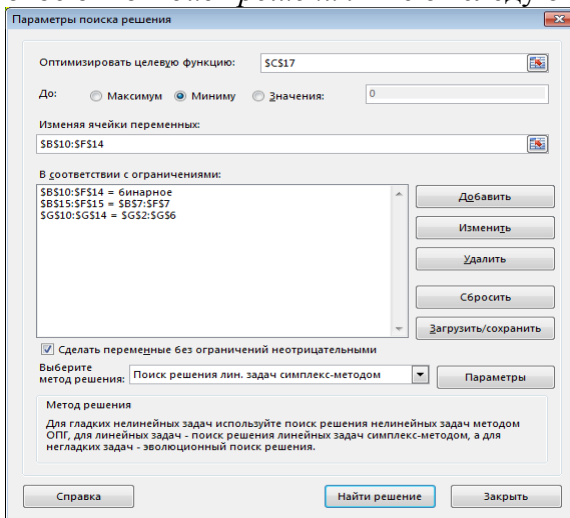 Параметры поиска решения
Оптимизировать целевую функцию: $C$17
До: Максимум Миниму Значения: 0
Изменяя ячейки переменных:
$B$10:$F$14
В соответствии с ограничениями:
$B$10:$F$14 = бинарное
$B$15:$F$15 = $B$7:$F$7
$G$10:$G$14 = $G$2:$G$6
Добавить
Изменить
Удалить
Сбросить
Загрузить/сохранить
Сделать переменные без ограничений неотрицательными
Выберите
метод решения: Поиск решения лин. задач симплекс-методом Параметры
Метод решения
Для гладких нелинейных задач используйте поиск решения нелинейных задач методом
ОПГ, для линейных задач - поиск решения линейных задач симплекс-методом, а для
негладких задач - эволюционный поиск решения.
Справка Найти решение Закрыть